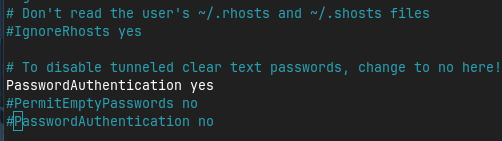 # Don't read the user's ~/.rhosts and ~/.shosts files
#IgnoreRhosts yes
# To disable tunneled clear text passwords, change to no here!
PasswordAuthentication yes
#PermitEmptyPasswords no
#PasswordAuthentication no